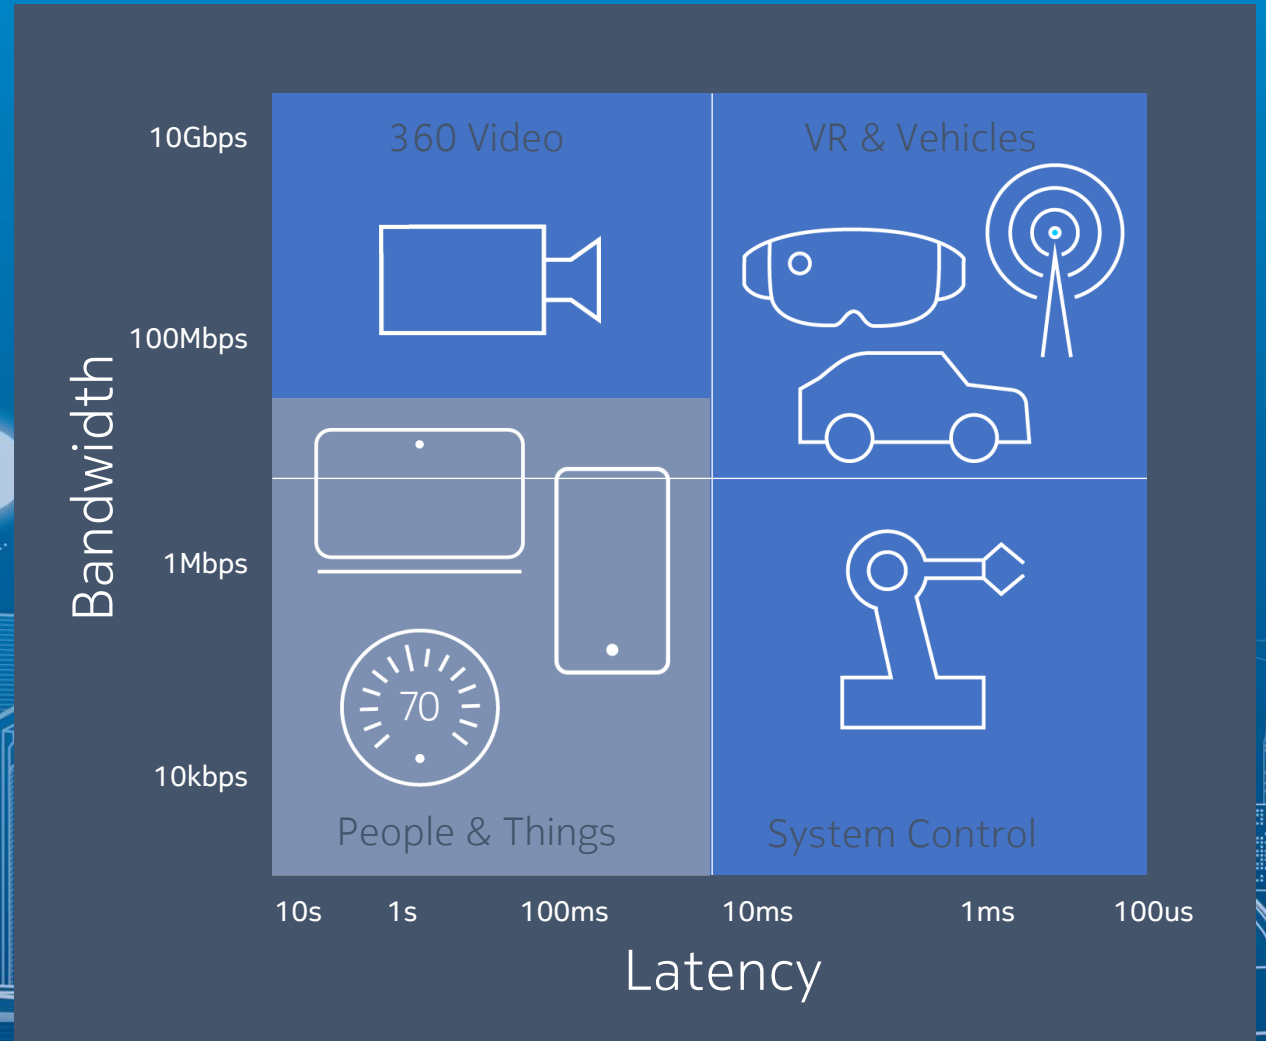 10Gbps
360 Video
VR & Vehicles
100Mbps
Bandwidth
1Mbps
70
10kbps
People & Things
System Control
10s
1s
100ms
10ms
1ms
100us
Latency